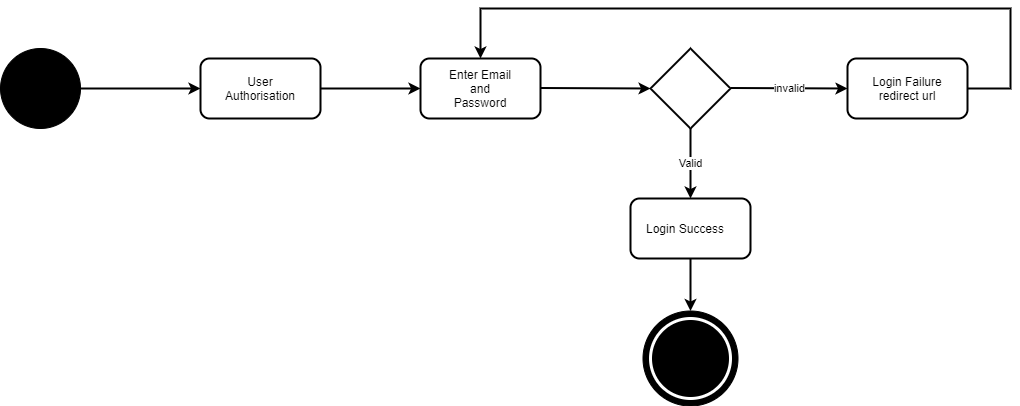 User
Authorisation
Enter Email
and
Password
invalid
Login Failure
redirect url
Valid
Login Success